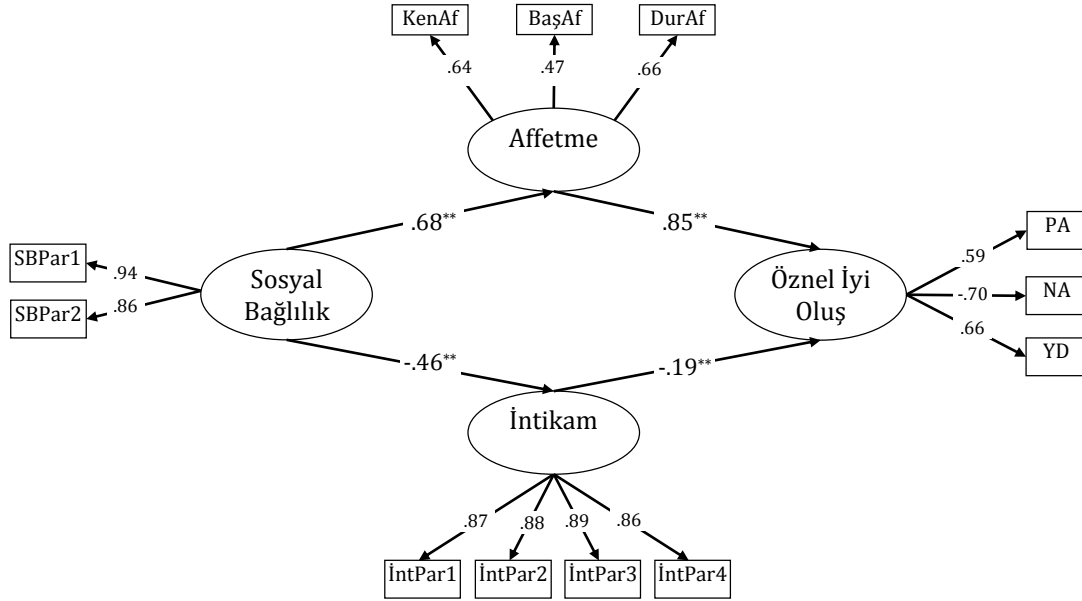 KenAf
BaşAf
DurAf
.64
.47
.66
Affetme
.68**
.85**
SBPar1
SBPar2
.94
.86
Sosyal
Bağlılık
Öznel İyi
Oluş
.59
-.70
.66
PA
NA
YD
-.46**
-.19**
İntikam
.87
.88
.89
.86
İntPar1
İntPar2
İntPar3
İntPar4